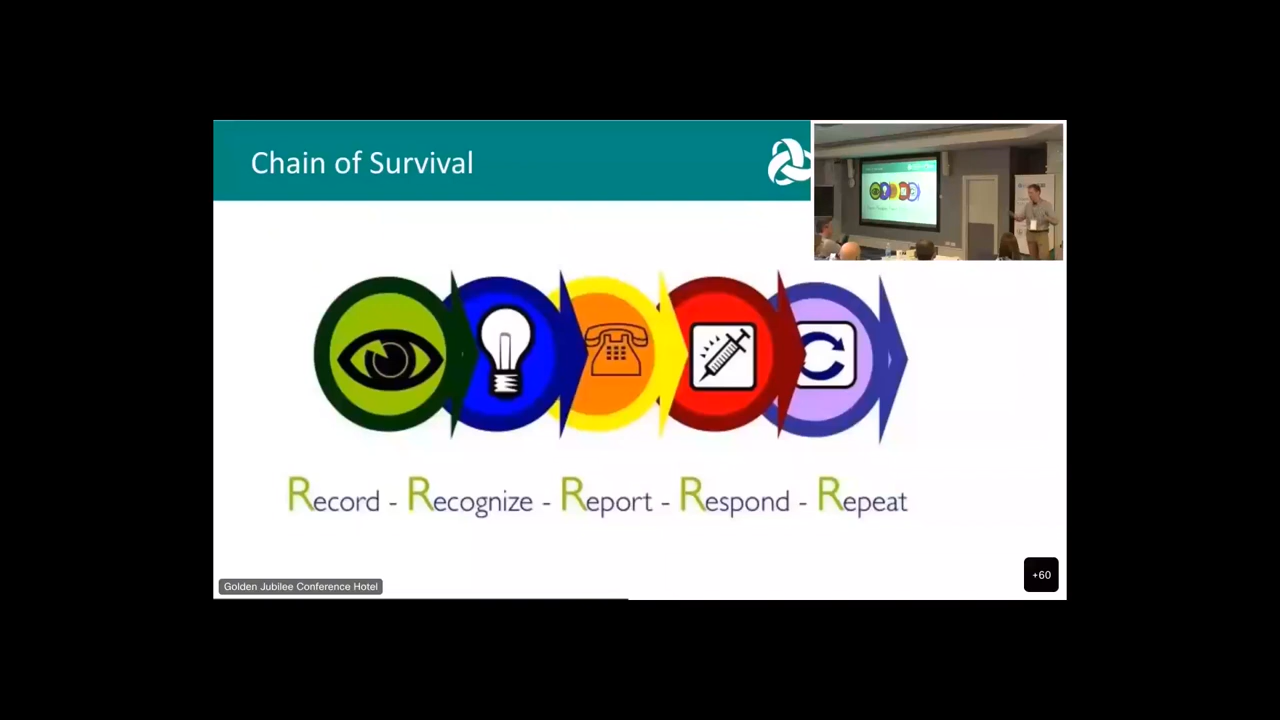 Chain of Survival
Record - Recognize - Report - Respond - Repeat
Golden Jubilee Conference Hotel
+60